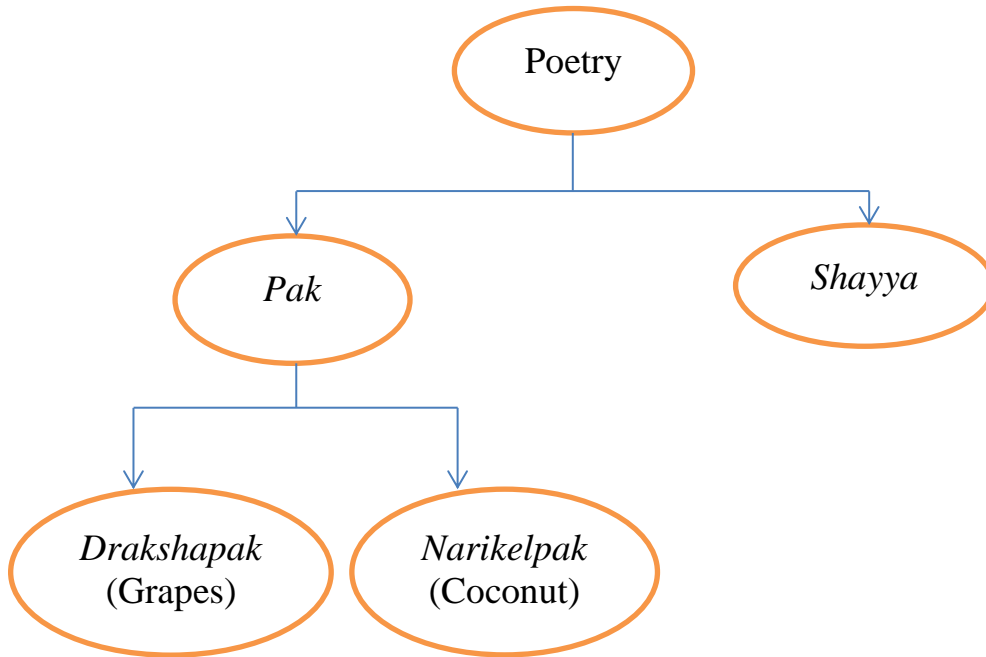 Poetry
Pak
Shayya
Drakshapak
(Grapes)
Narikelpak
(Coconut)